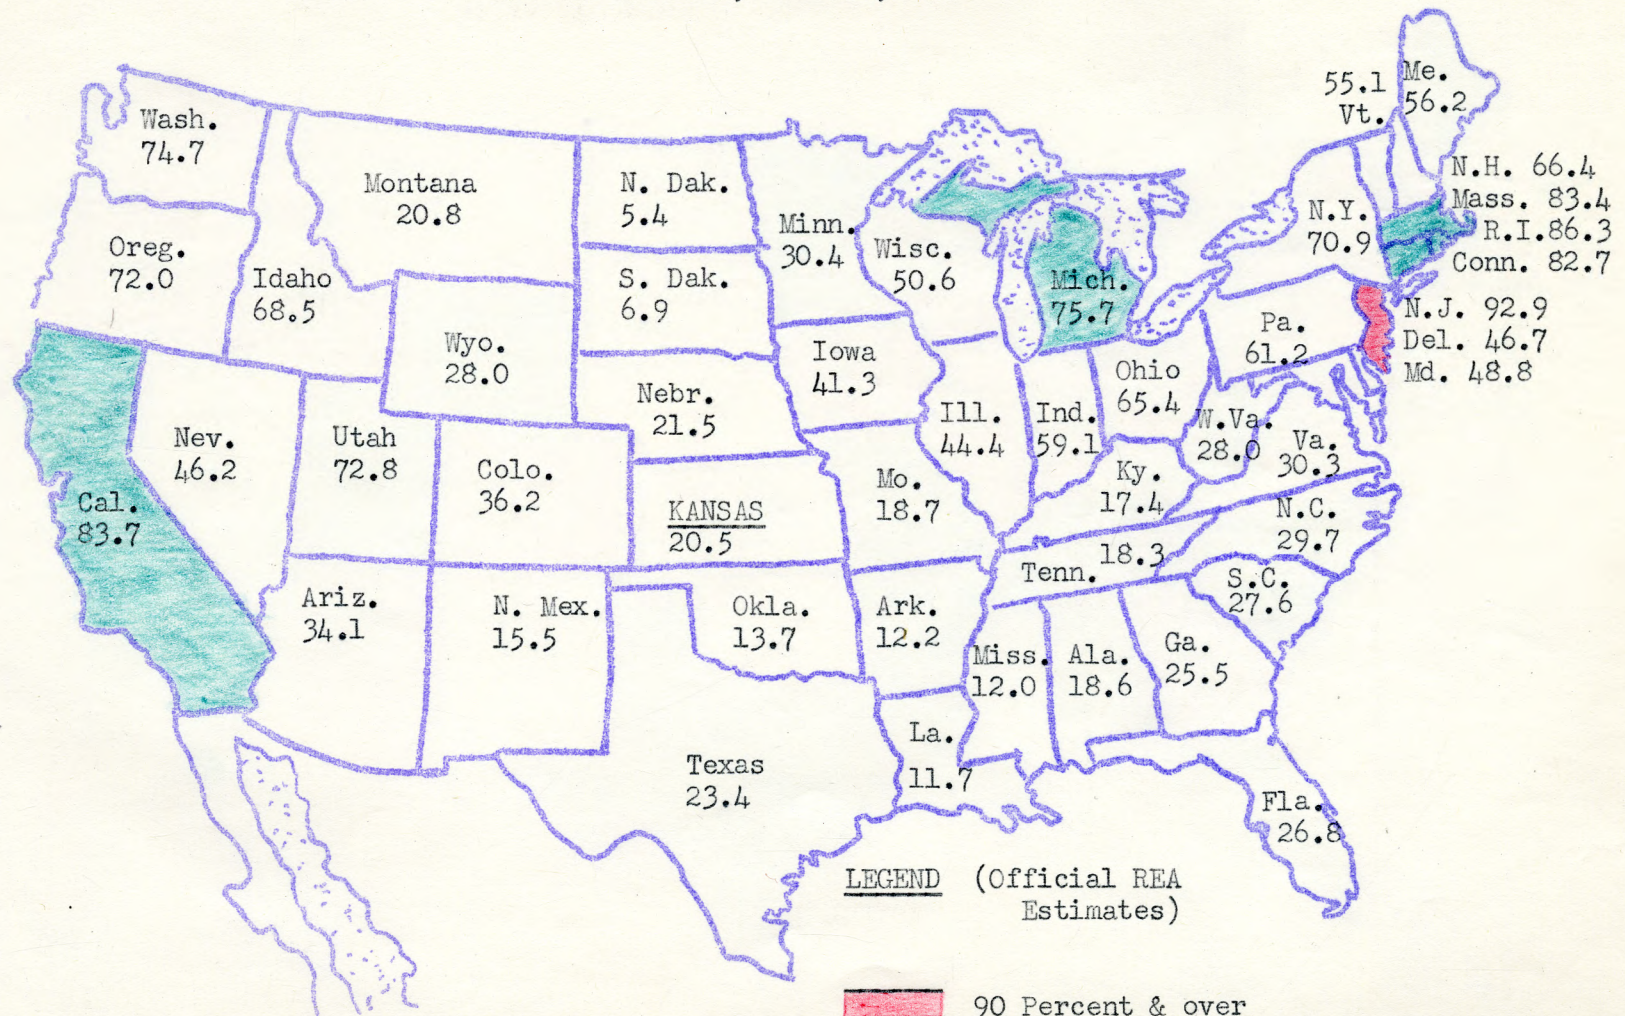 55.1
Vt.
Me.
56.2
Wash.
74.7
Montana
20.8
N. Dak.
5.4
Minn.
30.4
Wisc.
50.6
Mich.
75.7
N.Y.
70.9
N.H. 66.4
Mass. 83.4
R.I.86.3
Conn. 82.7
N.J. 92.9
Del. 46.7
Md. 48.8
Oreg.
72.0
Idaho
68.5
S. Dak.
6.9
Wyo.
28.0
Iowa
41.3
Pa.
61.2
Ohio
65.4
Nebr.
21.5
Ill.
44.4
Ind.
59.1
W.Va.
28.0
Va.
30.3
Nev.
46.2
Utah
72.8
Colo.
36.2
Cal.
83.7
KANSAS
20.5
Mo.
18.7
Ky.
17.4
N.C.
29.7
Tenn. 18.3
S.C.
27.6
Ariz.
34.1
N. Mex.
15.5
Okla.
13.7
Ark.
12.2
Miss.
12.0
Ala.
18.6
Ga.
25.5
Texas
23.4
La.
11.7
Fla.
26.8
LEGEND (Official REA
Estimates)
90 Percent & over